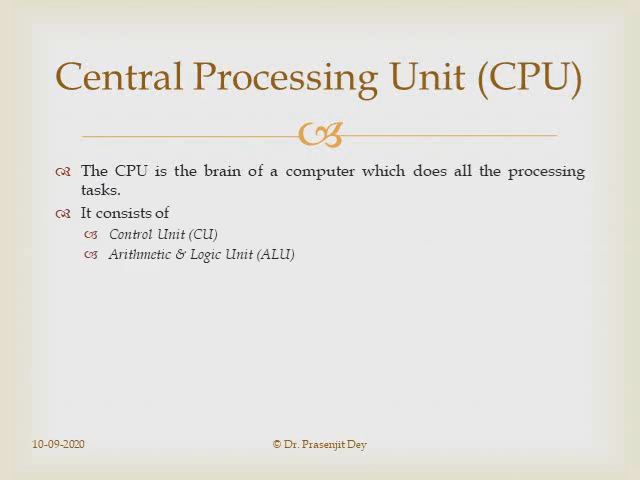 Central Processing Unit (CPU)
The CPU is the brain of a computer which does all the processing
tasks.
It consists of
Control Unit (CU)
Arithmetic & Logic Unit (ALU)
10-09-2020
© Dr. Prasenjit Dey